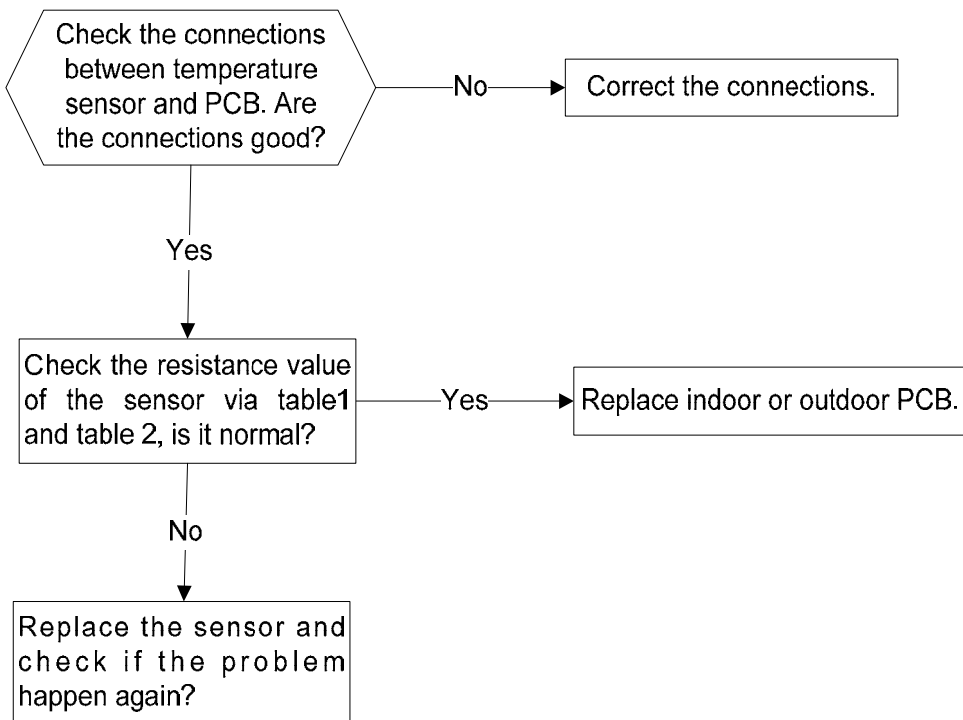 Check the connections
between temperature
sensor and PCB. Are
the connections good?
No
Correct the connections.
Yes
Check the resistance value
of the sensor via table1
and table 2, is it normal?
Yes
Replace indoor or outdoor PCB.
No
Replace the sensor and
check if the problem
happen again?